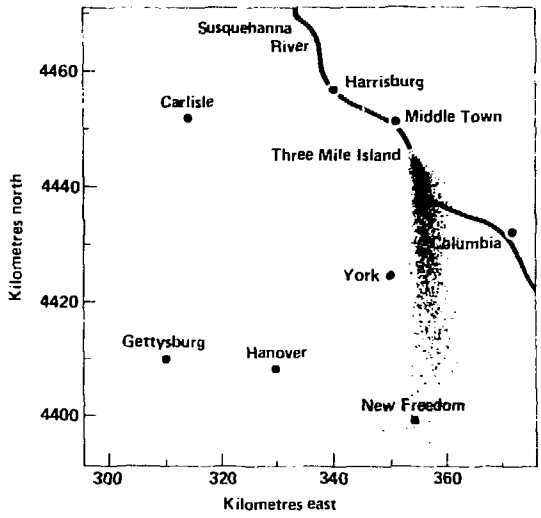 Susquehanna
River
4460
Harrisburg
Carlisle
Middle Town
Three Mile Island
4440
Kilometres north
Columbia
York
4420
Gettysburg
Hanover
New Freedom
4400
300
320
340
360
Kilometres east